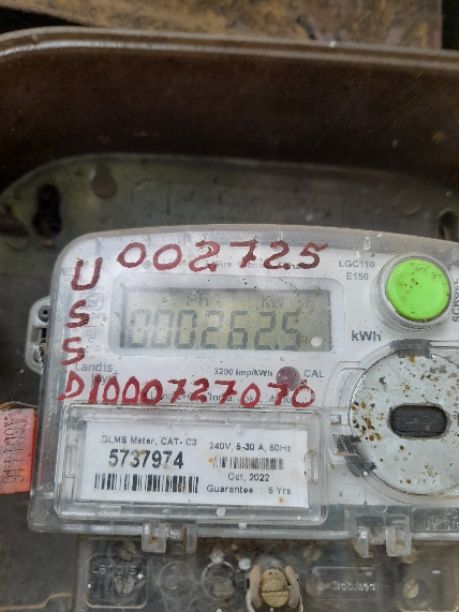 002725
LGC110
E150
000262.5
kWh
Landis
3200 Imp/kWh CAL
USSD1000727070
DLMS Meter, CAT- C3
240V, 5-30 A, 50Hz
5737974
Oct, 2022
Guarantee : 5 Yrs
Landis